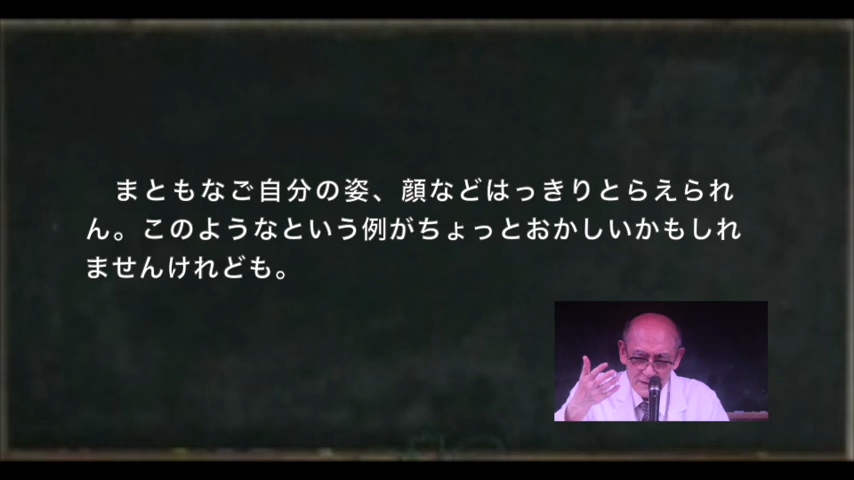 まともなご自分の姿、顔などはっきりとらえられ
ん。このようなという例がちょっとおかしいかもしれ
ませんけれども。